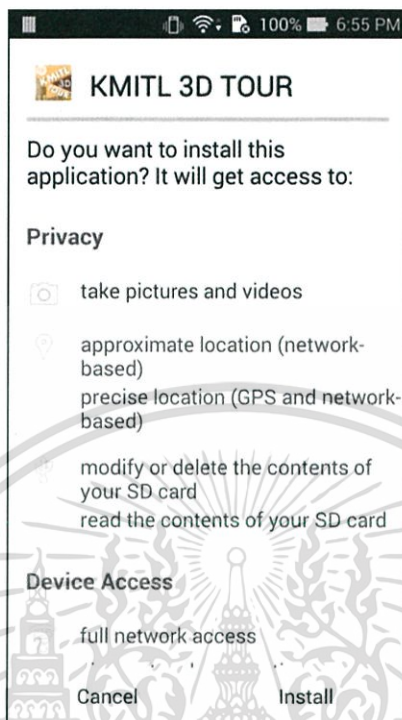 100% 6:55 PM
KMITL 3D TOUR
Do you want to install this
application? It will get access to:
Privacy
take pictures and videos
approximate location (network-
based)
precise location (GPS and network-
based)
modify or delete the contents of
your SD card
read the contents of your SD card
Device Access
full network access
Cancel Install